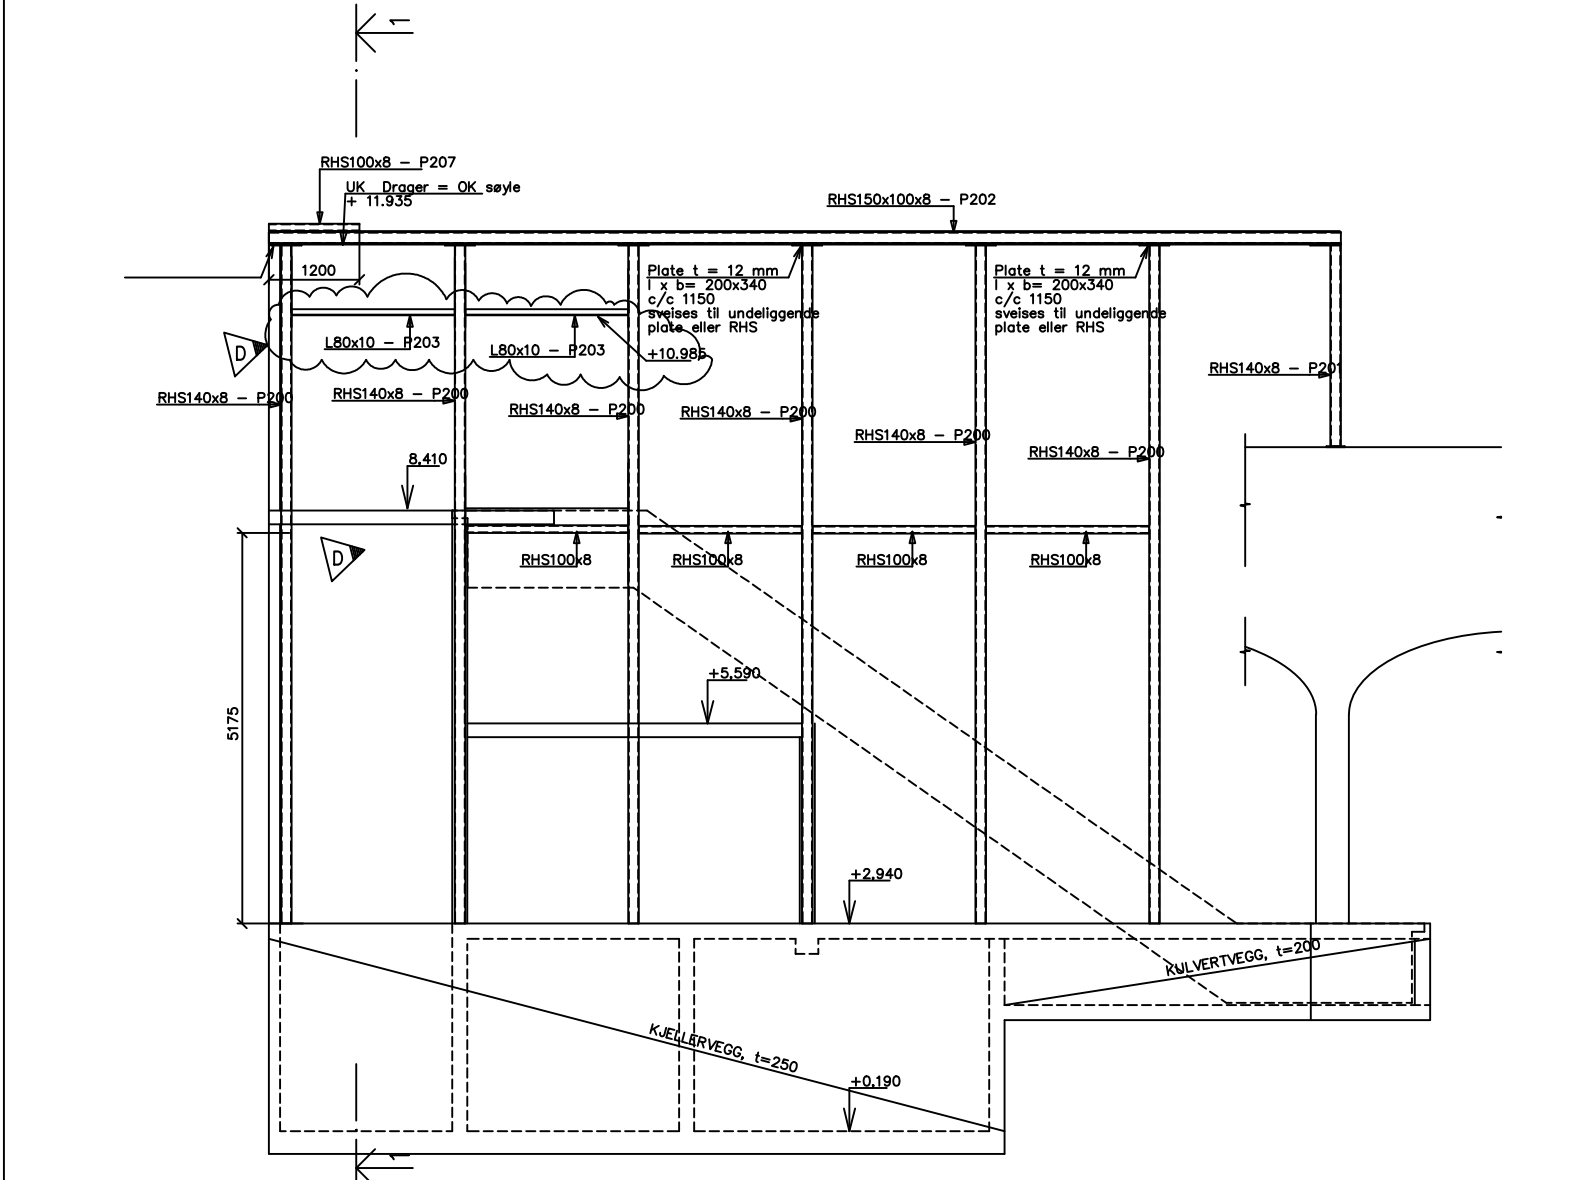 1
RHS100x8 - P207
UK Drager = OK søyle
+ 11.935
RHS150x100x8 - P202
1200
Plate t = 12 mm
l x b= 200x340
c/c 1150
sveises til undeliggende
plate eller RHS
Plate t = 12 mm
l x b= 200x340
c/c 1150
sveises til undeliggende
plate eller RHS
D
L80x10 - P203
L80x10 - P203
+10.985
RHS140x8 - P201
RHS140x8 - P200
RHS140x8 - P200
RHS140x8 - P200
RHS140x8 - P200
RHS140x8 - P200
RHS140x8 - P200
8.410
D
RHS100x8
RHS100x8
RHS100x8
RHS100x8
+5.590
5175
+2.940
KULVERTVEGG, t=200
KJELLERVEGG, t=250
+0.190
1